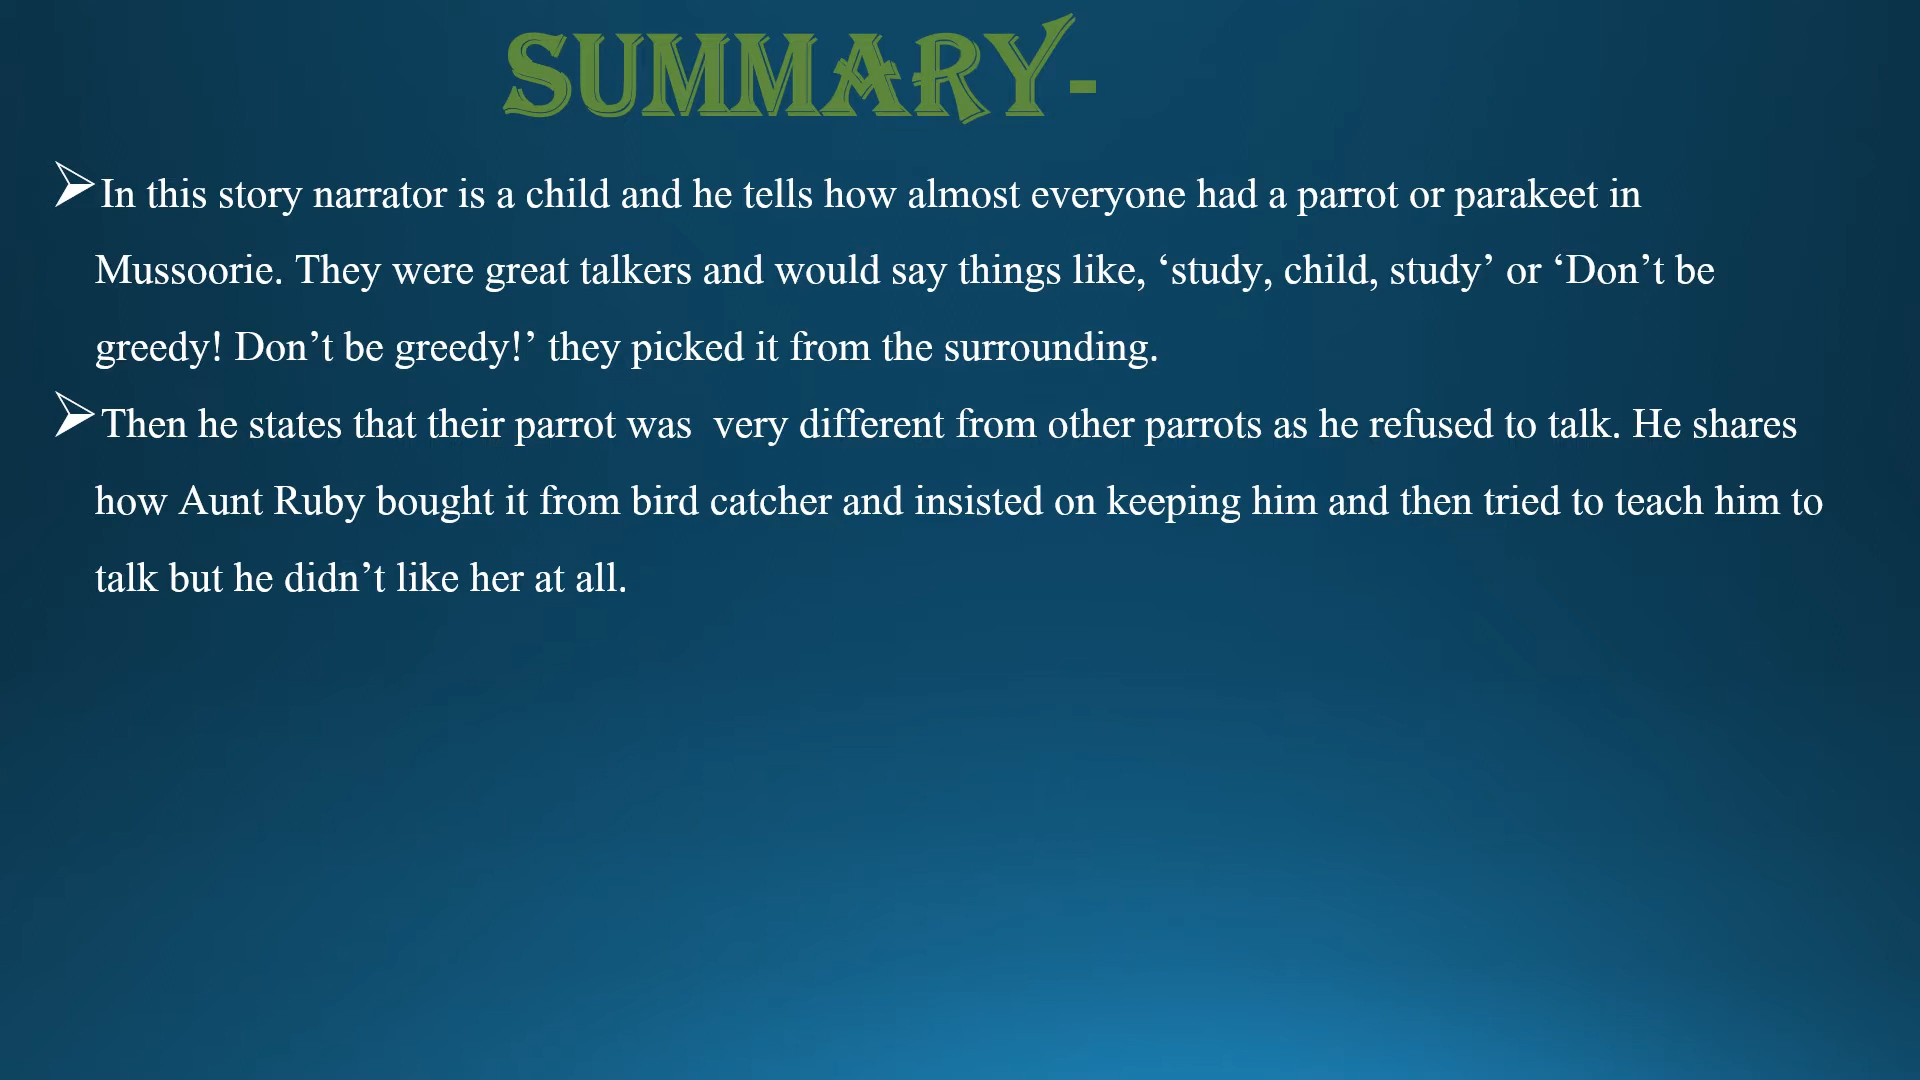 SUMMARY-
➢In this story narrator is a child and he tells how almost everyone had a parrot or parakeet in
Mussoorie. They were great talkers and would say things like, ‘study, child, study’ or ‘Don’t be
greedy! Don’t be greedy!’ they picked it from the surrounding.
➢Then he states that their parrot was  very different from other parrots as he refused to talk. He shares
how Aunt Ruby bought it from bird catcher and insisted on keeping him and then tried to teach him to
talk but he didn’t like her at all.